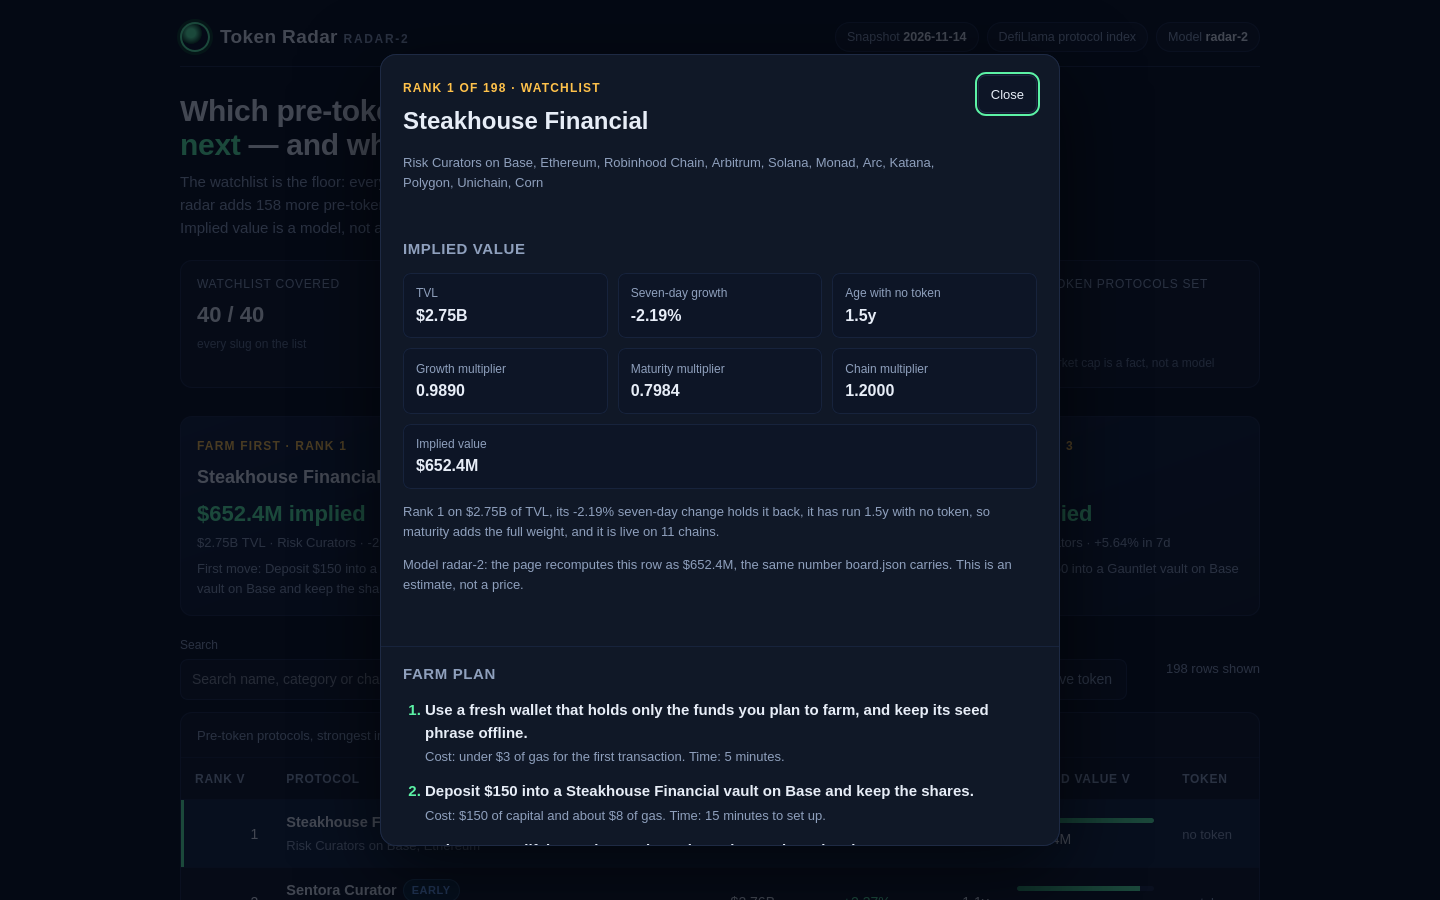 Token Radar RADAR-2
Snapshot 2026-11-14
DefiLlama protocol index
Model radar-2
Which pre-toke
next — and wh
The watchlist is the floor: ever
radar adds 158 more pre-toke
Implied value is a model, not a
WATCHLIST COVERED
40 / 40
every slug on the list
OKEN PROTOCOLS SET
rket cap is a fact, not a model
FARM FIRST · RANK 1
Steakhouse Financial
$652.4M implied
$2.75B TVL · Risk Curators · -2
First move: Deposit $150 into a
vault on Base and keep the sha
3
ied
tors · +5.64% in 7d
0 into a Gauntlet vault on Base
Search
Search name, category or cha
ve token
198 rows shown
Pre-token protocols, strongest i
RANK V
PROTOCOL
D VALUE V
TOKEN
1
Steakhouse F
Risk Curators on Base, Ethereum
4M
no token
Sentora Curator EARLY
RANK 1 OF 198 · WATCHLIST
Close
Steakhouse Financial
Risk Curators on Base, Ethereum, Robinhood Chain, Arbitrum, Solana, Monad, Arc, Katana,
Polygon, Unichain, Corn
IMPLIED VALUE
TVL
$2.75B
Seven-day growth
-2.19%
Age with no token
1.5y
Growth multiplier
0.9890
Maturity multiplier
0.7984
Chain multiplier
1.2000
Implied value
$652.4M
Rank 1 on $2.75B of TVL, its -2.19% seven-day change holds it back, it has run 1.5y with no token, so
maturity adds the full weight, and it is live on 11 chains.
Model radar-2: the page recomputes this row as $652.4M, the same number board.json carries. This is an
estimate, not a price.
FARM PLAN
1. Use a fresh wallet that holds only the funds you plan to farm, and keep its seed
phrase offline.
Cost: under $3 of gas for the first transaction. Time: 5 minutes.
2. Deposit $150 into a Steakhouse Financial vault on Base and keep the shares.
Cost: $150 of capital and about $8 of gas. Time: 15 minutes to set up.